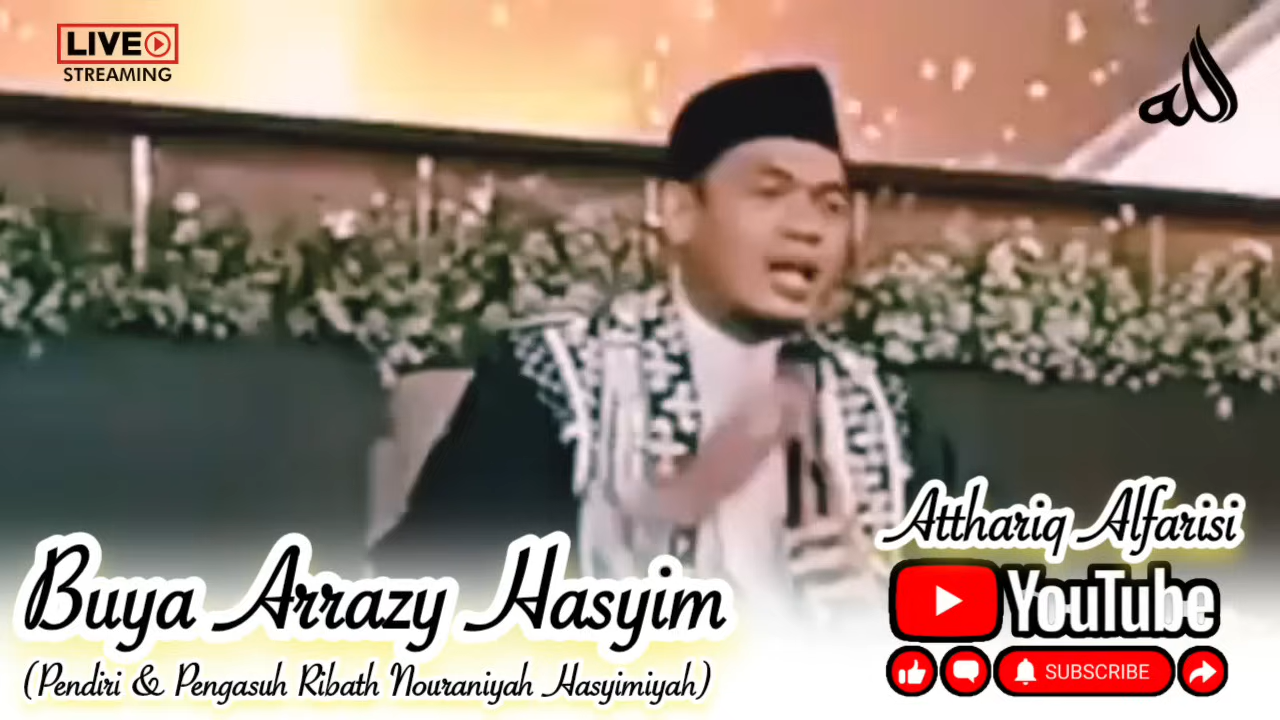 LIVE
STREAMING
الله
Buya Arrazy Hasyim
(Pendiri & Pengasuh Ribath Nouraniyah Hasyimiyah)
Atthariq Alfarisi
YouTube
SUBSCRIBE